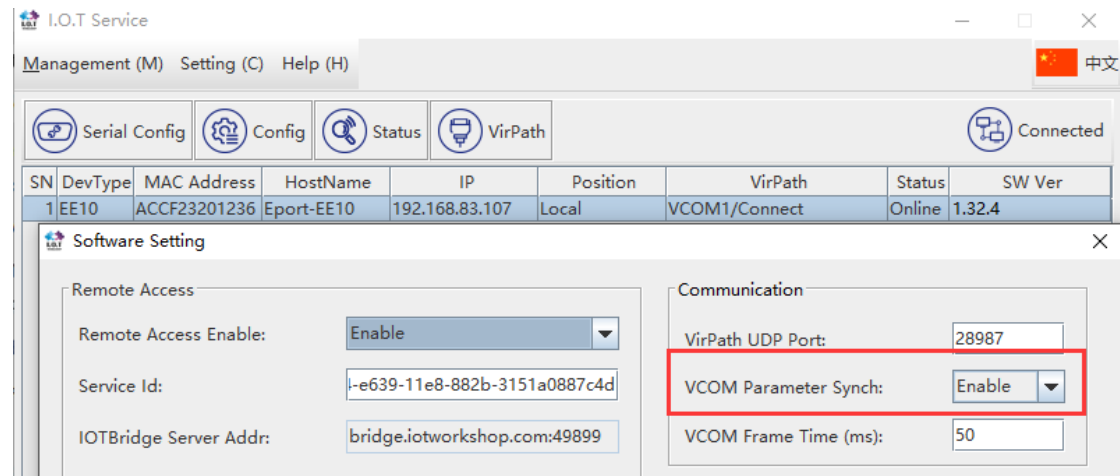 I.O.T Service
Management (M) Setting (C) Help (H) 中文
Serial Config Config Status VirPath Connected
SN DevType MAC Address HostName IP Position VirPath Status SW Ver
1 EE10 ACCF23201236 Eport-EE10 192.168.83.107 Local VCOM1/Connect Online 1.32.4
Software Setting
Remote Access
Remote Access Enable: Enable
Service Id: -e639-11e8-882b-3151a0887c4d
IOTBridge Server Addr: bridge.iotworkshop.com:49899
Communication
VirPath UDP Port: 28987
VCOM Parameter Synch: Enable
VCOM Frame Time (ms): 50